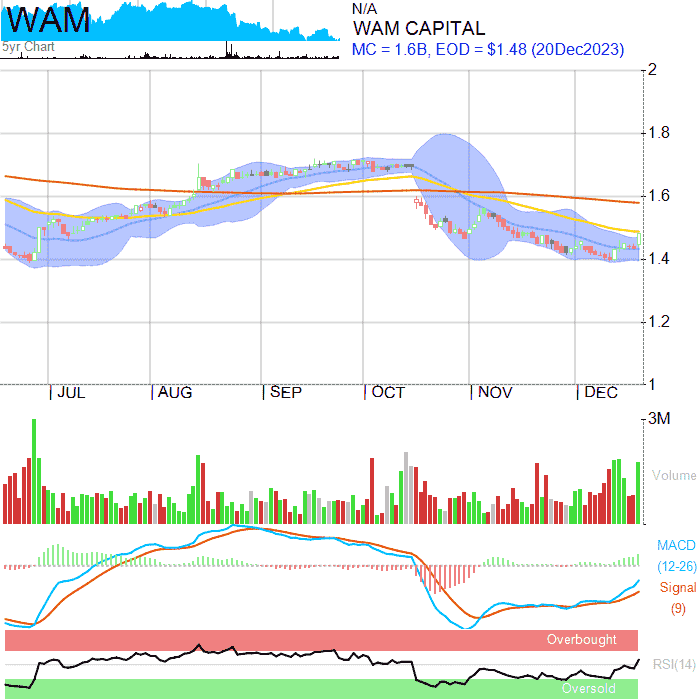 WAM
5yr Chart
N/A
WAM CAPITAL
MC = 1.6B, EOD = $1.48 (20Dec2023)
2
1.8
1.6
1.4
1.2
1
JUL
AUG
SEP
OCT
NOV
DEC
3M
Volume
MACD
(12-26)
Signal
(9)
Overbought
RSI(14)
Oversold